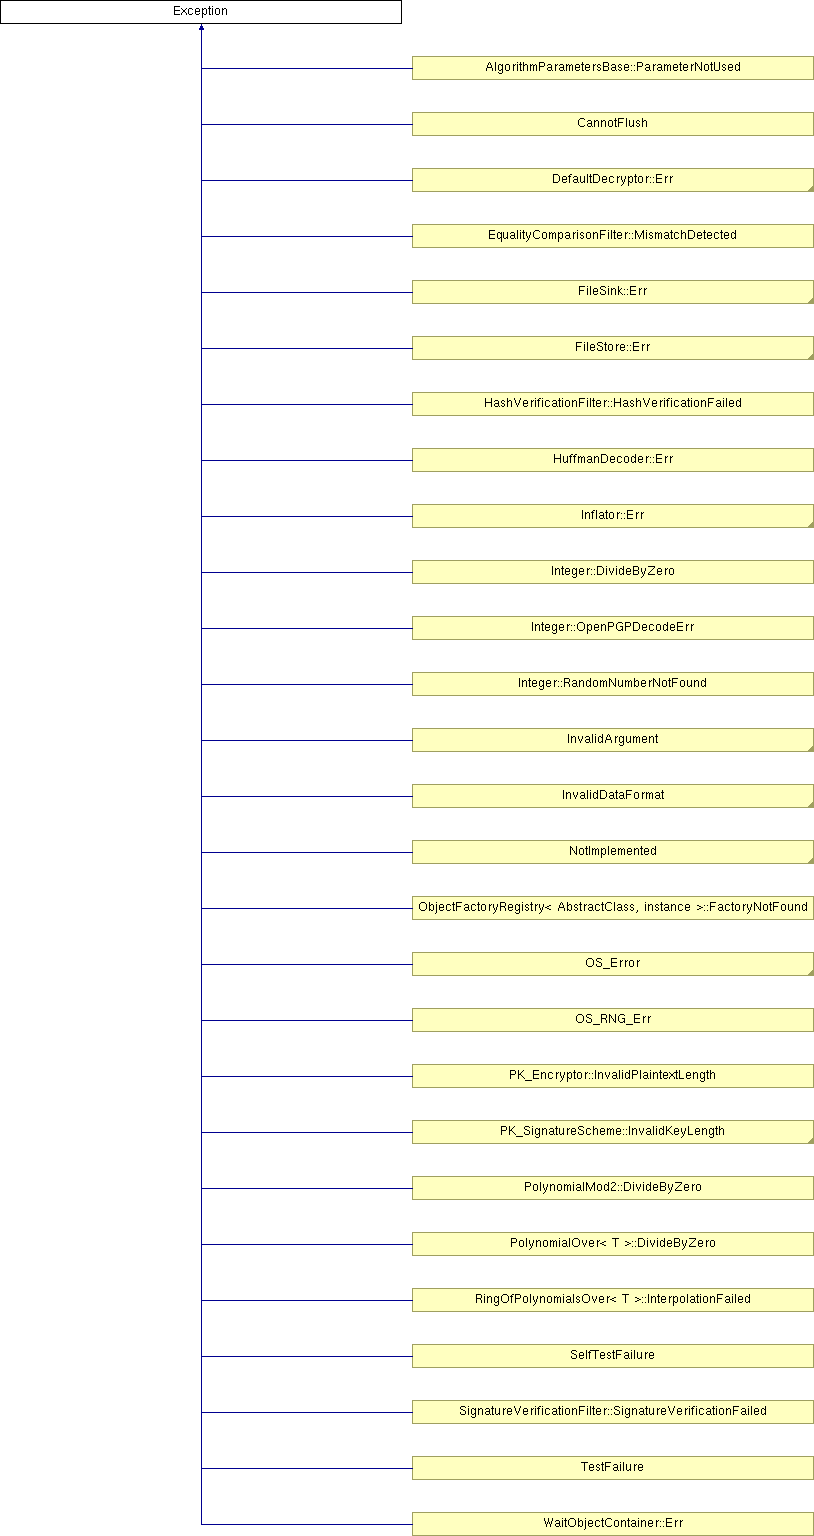 Exception
AlgorithmParametersBase::ParameterNotUsed
CannotFlush
DefaultDecryptor::Err
EqualityComparisonFilter::MismatchDetected
FileSink::Err
FileStore::Err
HashVerificationFilter::HashVerificationFailed
HuffmanDecoder::Err
Inflator::Err
Integer::DivideByZero
Integer::OpenPGPDecodeErr
Integer::RandomNumberNotFound
InvalidArgument
InvalidDataFormat
NotImplemented
ObjectFactoryRegistry< AbstractClass, instance >::FactoryNotFound
OS_Error
OS_RNG_Err
PK_Encryptor::InvalidPlaintextLength
PK_SignatureScheme::InvalidKeyLength
PolynomialMod2::DivideByZero
PolynomialOver< T >::DivideByZero
RingOfPolynomialsOver< T >::InterpolationFailed
SelfTestFailure
SignatureVerificationFilter::SignatureVerificationFailed
TestFailure
WaitObjectContainer::Err